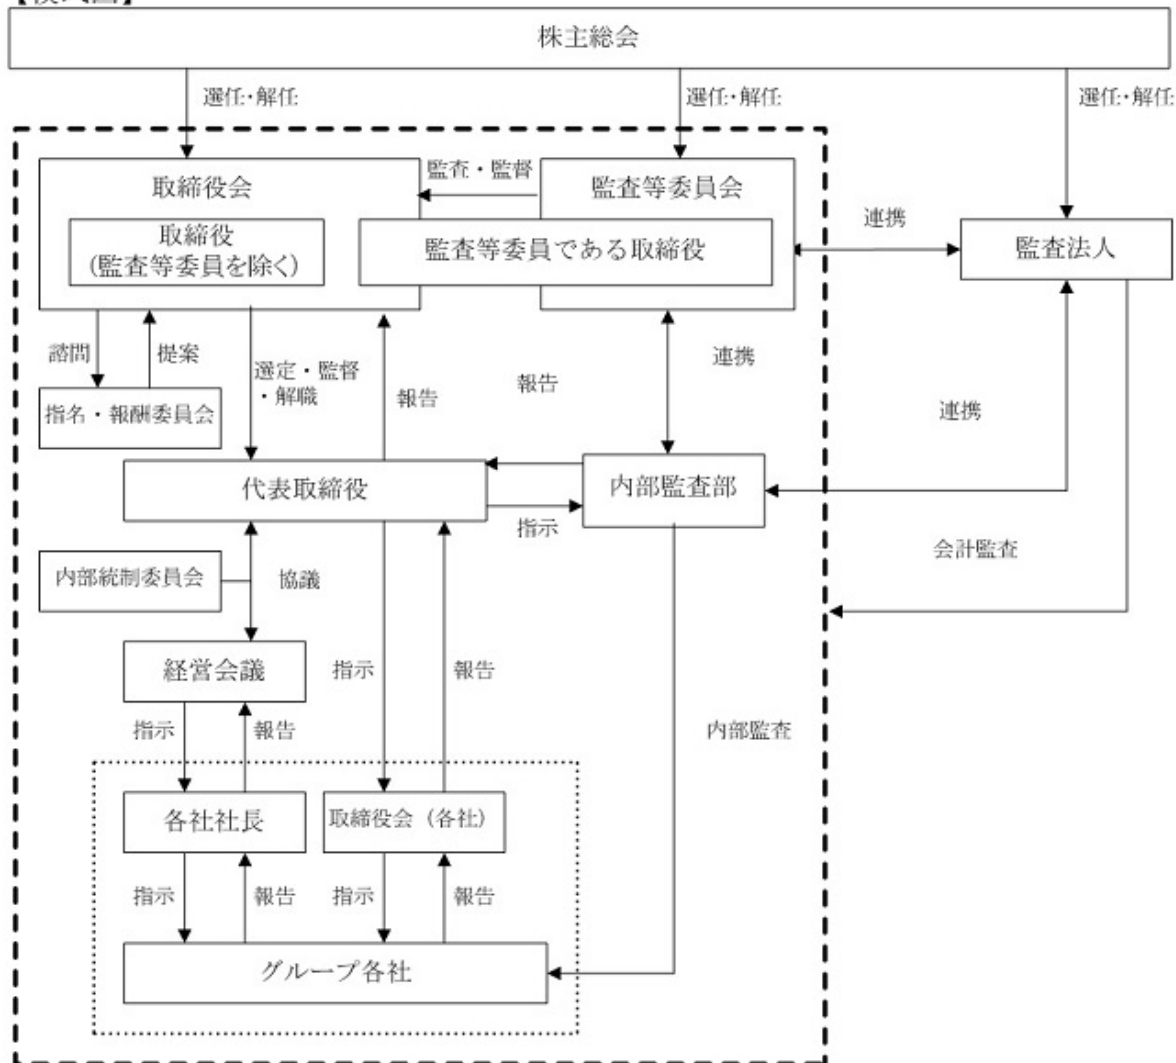 【模式図】
株主総会
選任・解任
選任・解任
選任・解任
取締役会
監査・監督
監査等委員会
取締役
(監査等委員を除く)
監査等委員である取締役
連携
監査法人
諮問
提案
選定・監督
・解職
報告
報告
連携
指名・報酬委員会
連携
代表取締役
内部監査部
指示
内部統制委員会
協議
会計監査
経営会議
指示
報告
指示
報告
内部監査
各社社長
取締役会（各社）
指示
報告
指示
報告
グループ各社